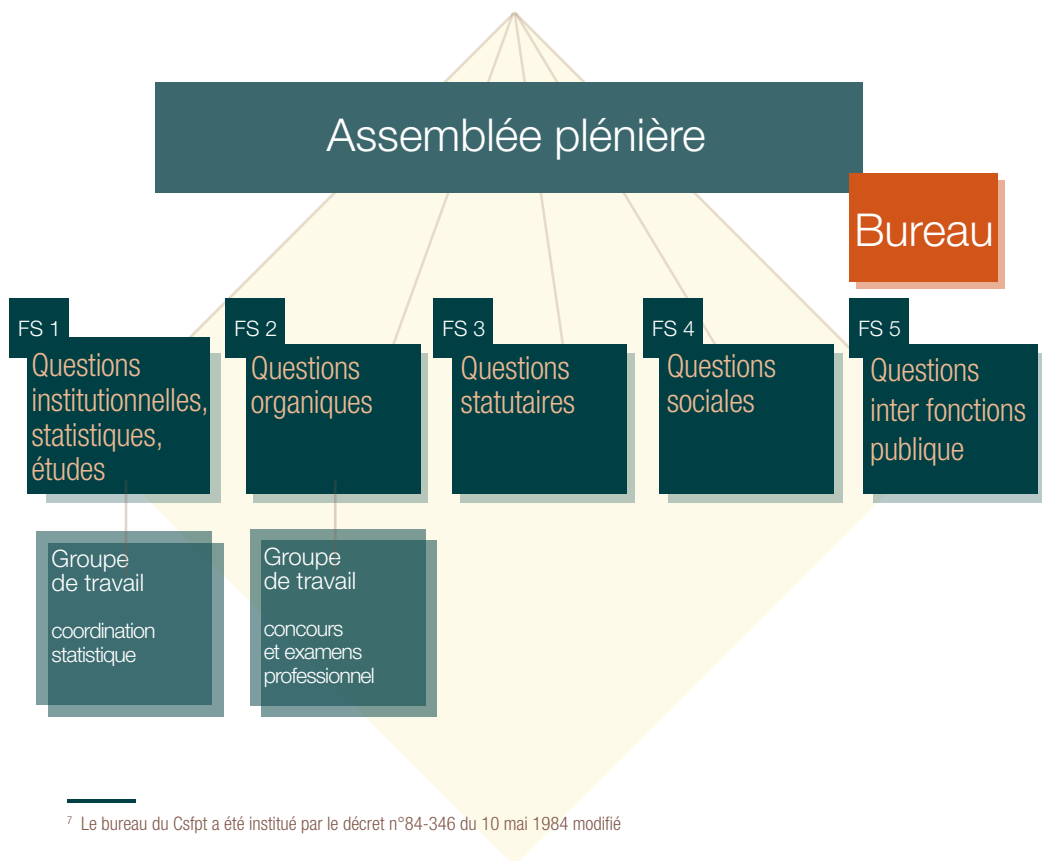 Assemblée plénière
Bureau
FS 1
Questions
institutionnelles,
statistiques,
études
FS 2
Questions
organiques
FS 3
Questions
statutaires
FS 4
Questions
sociales
FS 5
Questions
inter fonctions
publique
Groupe
de travail
coordination
statistique
Groupe
de travail
concours
et examens
professionnel
7 Le bureau du Csfpt a été institué par le décret n°84-346 du 10 mai 1984 modifié